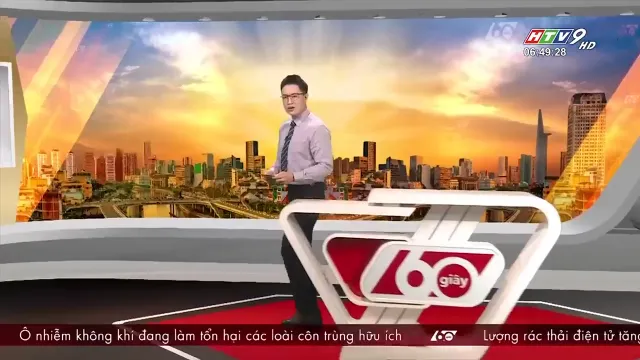 HTV9 HD
06:49:28
60 giây
Ô nhiễm không khí đang làm tổn hại các loài côn trùng hữu ích 60 Lượng rác thải điện tử tăng